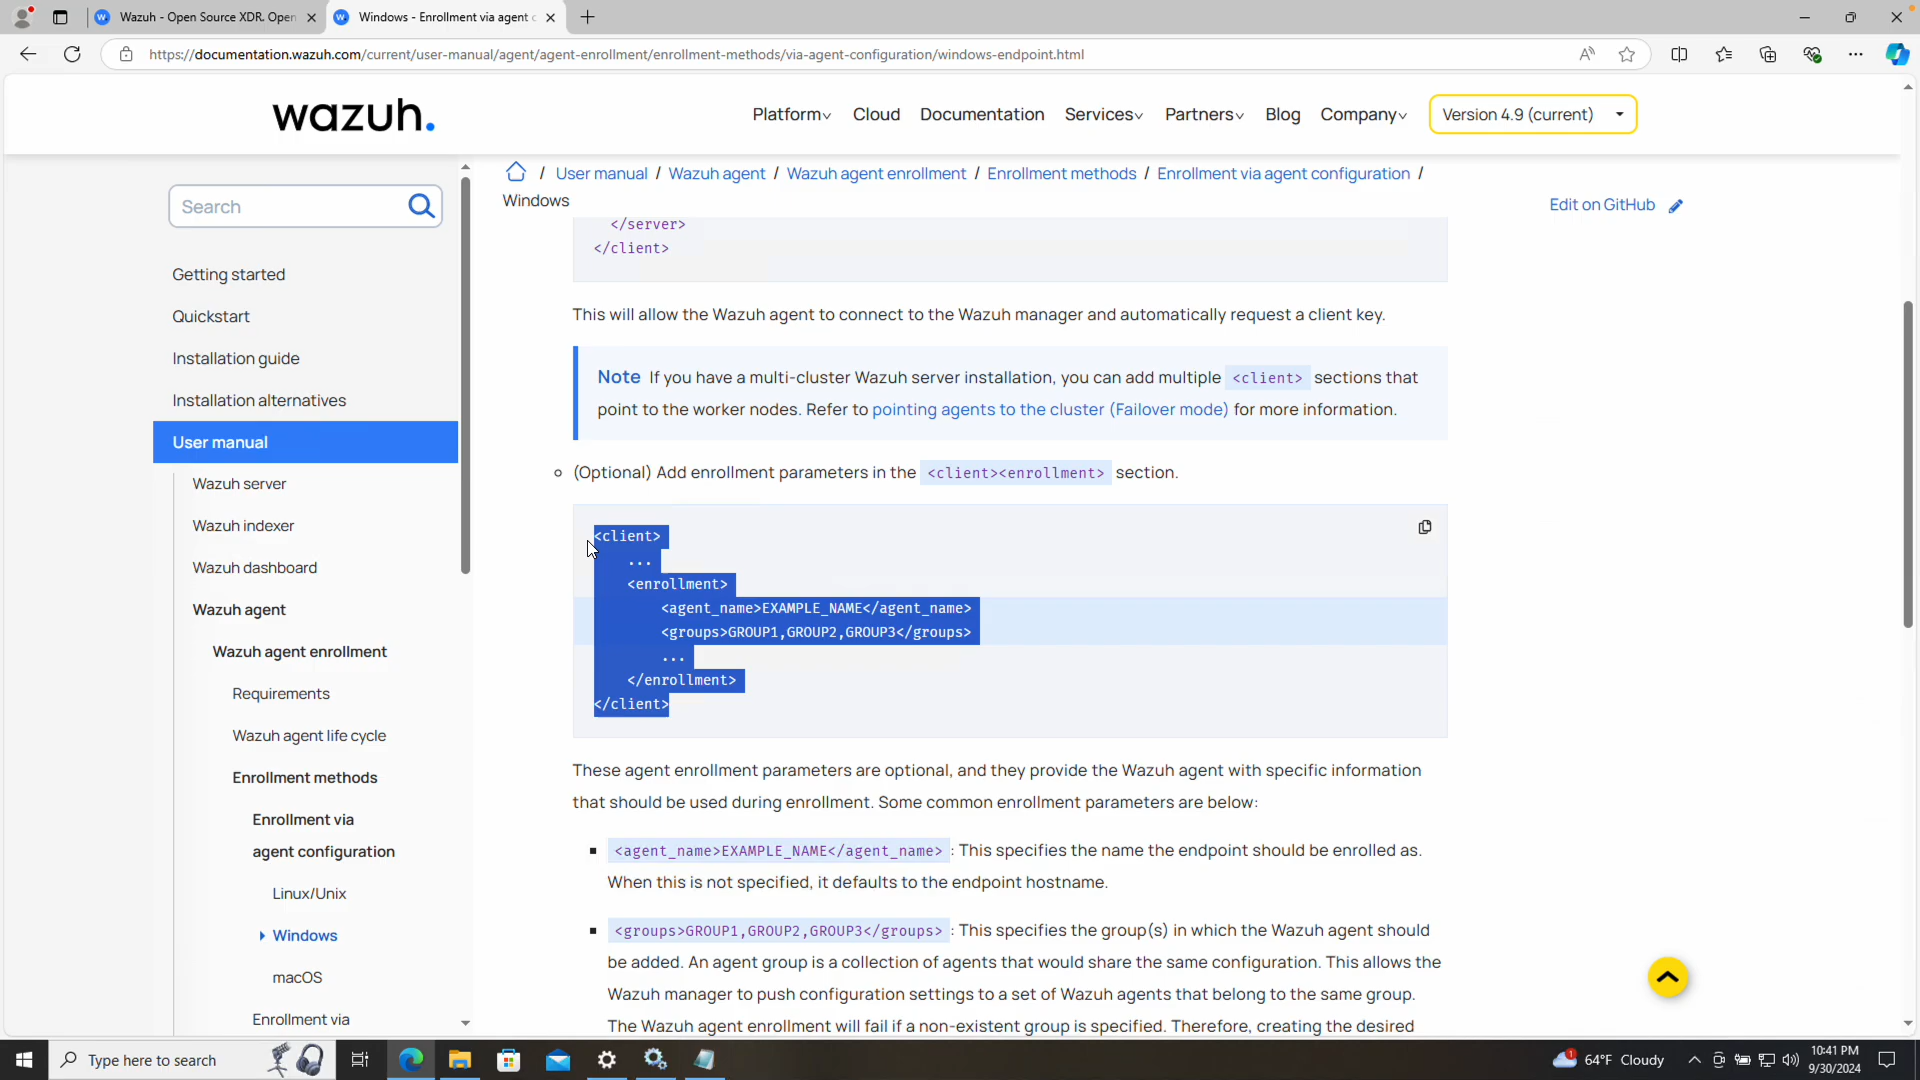 Wazuh - Open Source XDR. Open
Windows - Enrollment via agent c
https://documentation.wazuh.com/current/user-manual/agent/agent-enrollment/enrollment-methods/via-agent-configuration/windows-endpoint.html
wazuh.
Platform
Cloud
Documentation
Services
Partners
Blog
Company
Version 4.9 (current)
/ User manual / Wazuh agent / Wazuh agent enrollment / Enrollment methods / Enrollment via agent configuration /
Windows
Edit on GitHub
Search
Getting started
Quickstart
Installation guide
Installation alternatives
User manual
Wazuh server
Wazuh indexer
Wazuh dashboard
Wazuh agent
Wazuh agent enrollment
Requirements
Wazuh agent life cycle
Enrollment methods
Enrollment via
agent configuration
Linux/Unix
Windows
macOS
Enrollment via
</server>
</client>
This will allow the Wazuh agent to connect to the Wazuh manager and automatically request a client key.
Note If you have a multi-cluster Wazuh server installation, you can add multiple <client> sections that
point to the worker nodes. Refer to pointing agents to the cluster (Failover mode) for more information.
(Optional) Add enrollment parameters in the <client><enrollment> section.
<client>
...
<enrollment>
<agent_name>EXAMPLE_NAME</agent_name>
<groups>GROUP1,GROUP2,GROUP3</groups>
...
</enrollment>
</client>
These agent enrollment parameters are optional, and they provide the Wazuh agent with specific information
that should be used during enrollment. Some common enrollment parameters are below:
<agent_name>EXAMPLE_NAME</agent_name> : This specifies the name the endpoint should be enrolled as.
When this is not specified, it defaults to the endpoint hostname.
<groups>GROUP1,GROUP2,GROUP3</groups> : This specifies the group(s) in which the Wazuh agent should
be added. An agent group is a collection of agents that would share the same configuration. This allows the
Wazuh manager to push configuration settings to a set of Wazuh agents that belong to the same group.
The Wazuh agent enrollment will fail if a non-existent group is specified. Therefore, creating the desired
Type here to search
1
64°F Cloudy
10:41 PM
9/30/2024